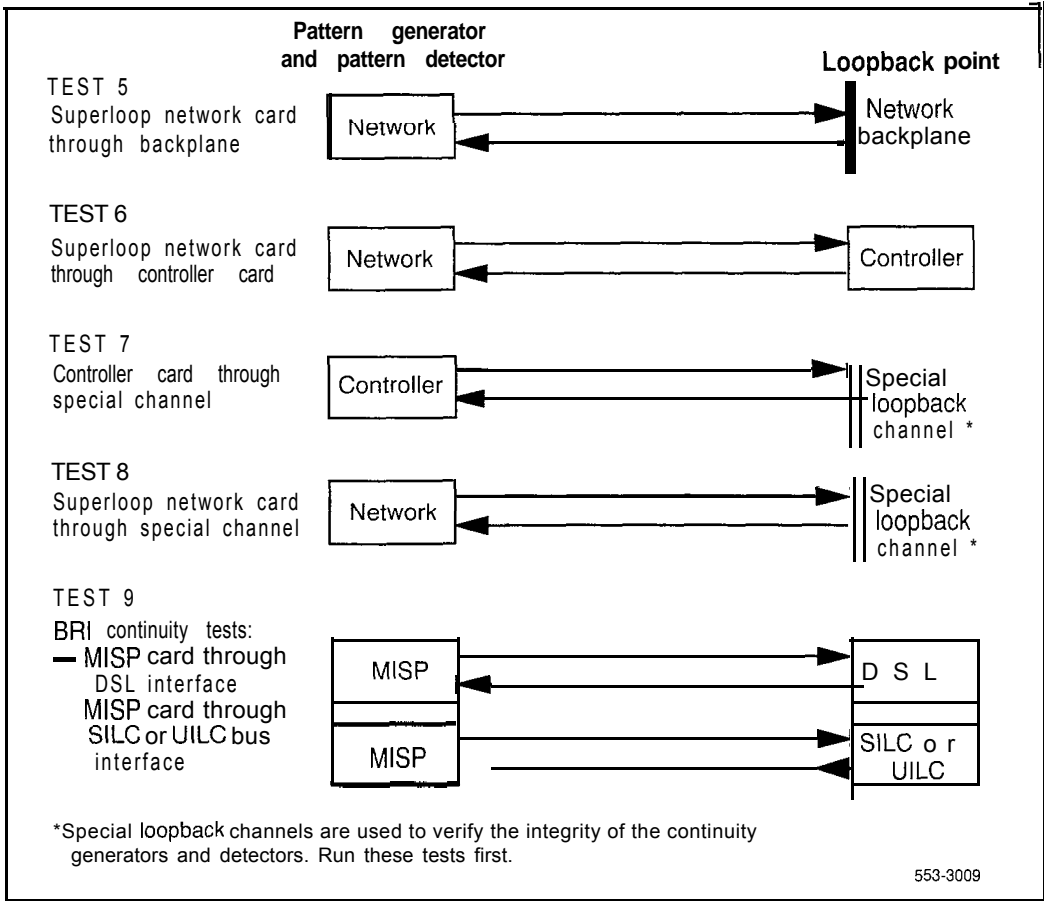 Pattern generator
and pattern detector
Loopback point
TEST 5
Superloop network card
through backplane
Network
Network
backplane
TEST 6
Superloop network card
through controller card
Network
Controller
TEST 7
Controller card through
special channel
Controller
Special
loopback
channel *
TEST 8
Superloop network card
through special channel
Network
Special
loopback
channel *
TEST 9
BRI continuity tests:
— MISP card through
DSL interface
MISP card through
SILC or UILC bus
interface
MISP
DSL
MISP
SILC or
UILC
*Special loopback channels are used to verify the integrity of the continuity
generators and detectors. Run these tests first.
553-3009